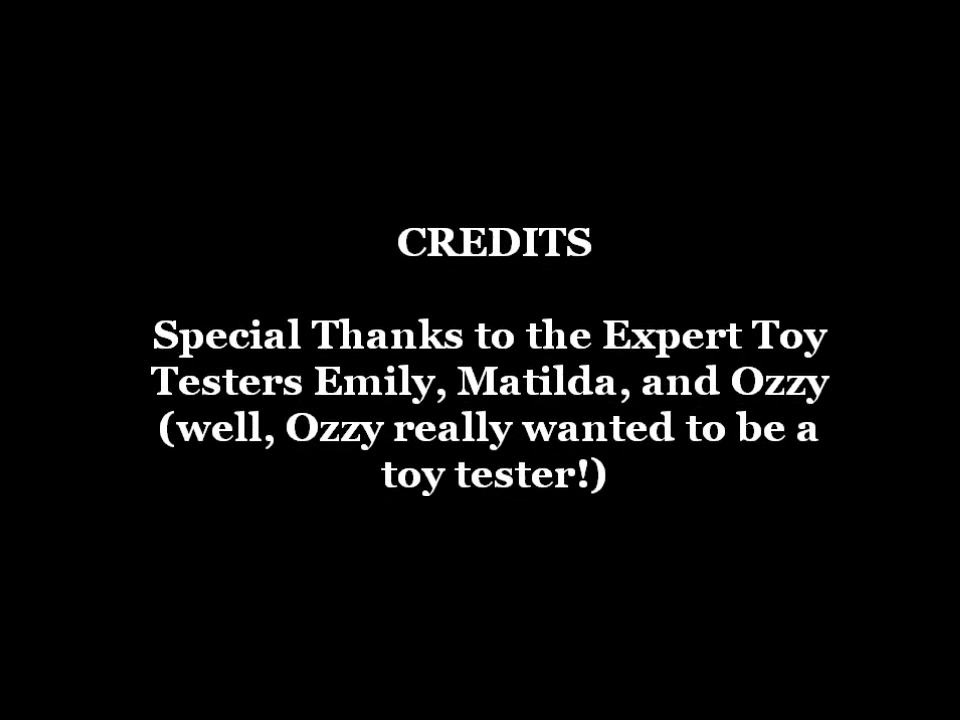 CREDITS
Special Thanks to the Expert Toy
Testers Emily, Matilda, and Ozzy
(well, Ozzy really wanted to be a
toy tester!)